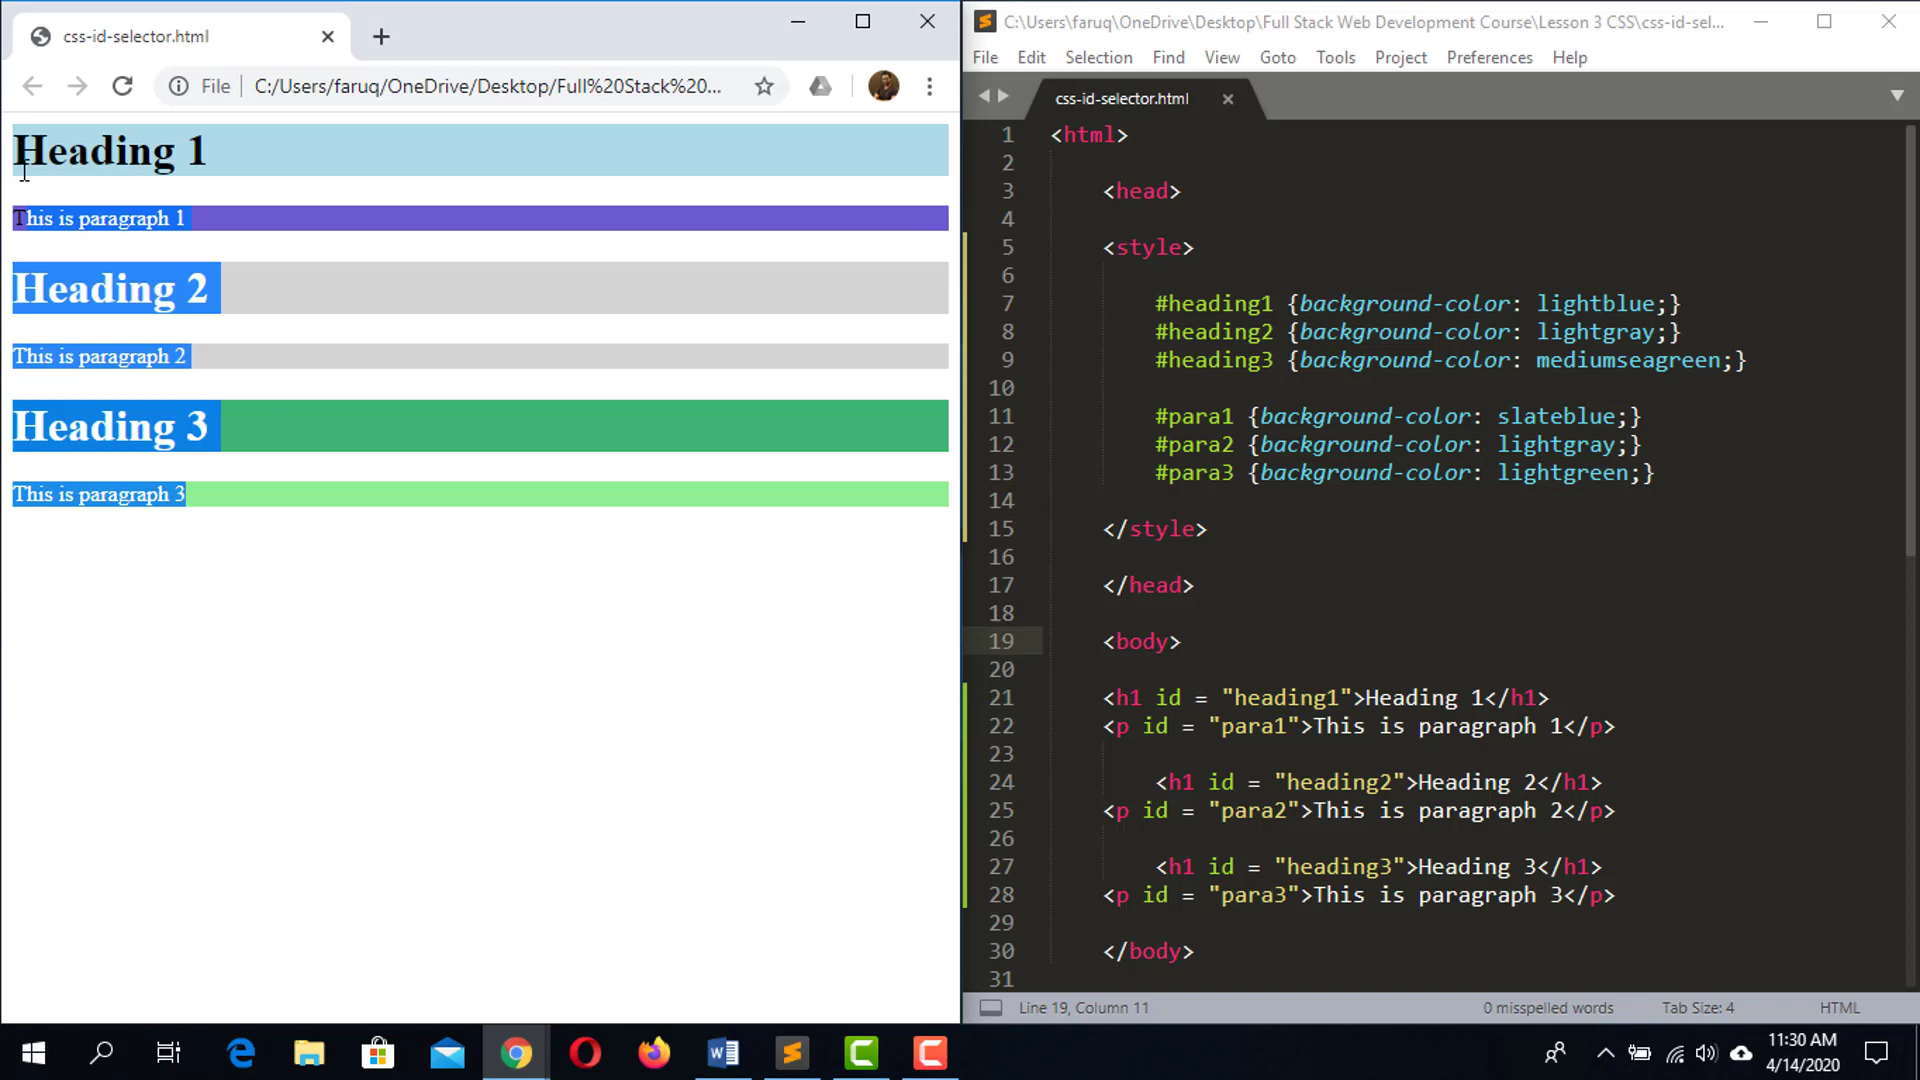 css-id-selector.html
File
C:/Users/faruq/OneDrive/Desktop/Full%20Stack%20...
Heading 1
This is paragraph 1
Heading 2
This is paragraph 2
Heading 3
This is paragraph 3
C:\Users\faruq\OneDrive\Desktop\Full Stack Web Development Course\Lesson 3 CSS\css-id-sel...
File Edit Selection Find View Goto Tools Project Preferences Help
css-id-selector.html
1 <html>
2
3 <head>
4
5 <style>
6
7 #heading1 {background-color: lightblue;}
8 #heading2 {background-color: lightgray;}
9 #heading3 {background-color: mediumseagreen;}
10
11 #para1 {background-color: slateblue;}
12 #para2 {background-color: lightgray;}
13 #para3 {background-color: lightgreen;}
14
15 </style>
16
17 </head>
18
19 <body>
20
21 <h1 id = "heading1">Heading 1</h1>
22 <p id = "para1">This is paragraph 1</p>
23
24 <h1 id = "heading2">Heading 2</h1>
25 <p id = "para2">This is paragraph 2</p>
26
27 <h1 id = "heading3">Heading 3</h1>
28 <p id = "para3">This is paragraph 3</p>
29
30 </body>
31
Line 19, Column 11 0 misspelled words Tab Size: 4 HTML
11:30 AM
4/14/2020